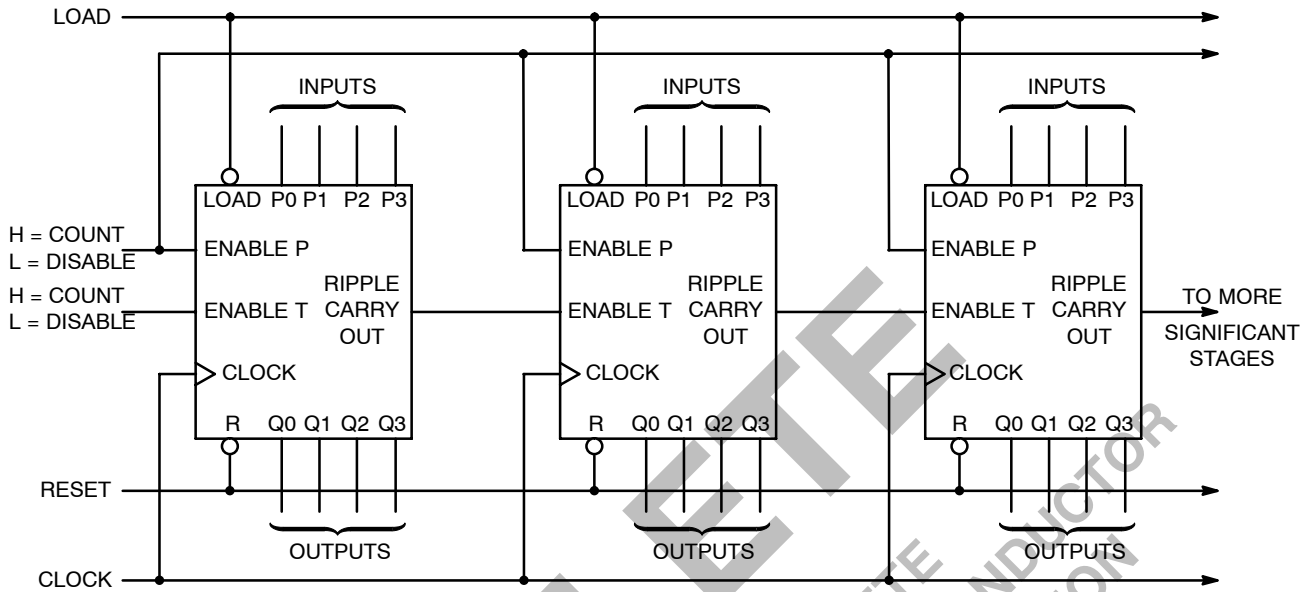 LOAD
INPUTS INPUTS INPUTS
LOAD P0 P1 P2 P3 LOAD P0 P1 P2 P3 LOAD P0 P1 P2 P3
H = COUNT
L = DISABLE
ENABLE P ENABLE P ENABLE P
H = COUNT
L = DISABLE
ENABLE T ENABLE T ENABLE T
RIPPLE
CARRY
OUT
RIPPLE
CARRY
OUT
RIPPLE
CARRY
OUT
TO MORE
SIGNIFICANT
STAGES
CLOCK CLOCK CLOCK
R Q0 Q1 Q2 Q3 R Q0 Q1 Q2 Q3 R Q0 Q1 Q2 Q3
RESET
OUTPUTS OUTPUTS OUTPUTS
CLOCK